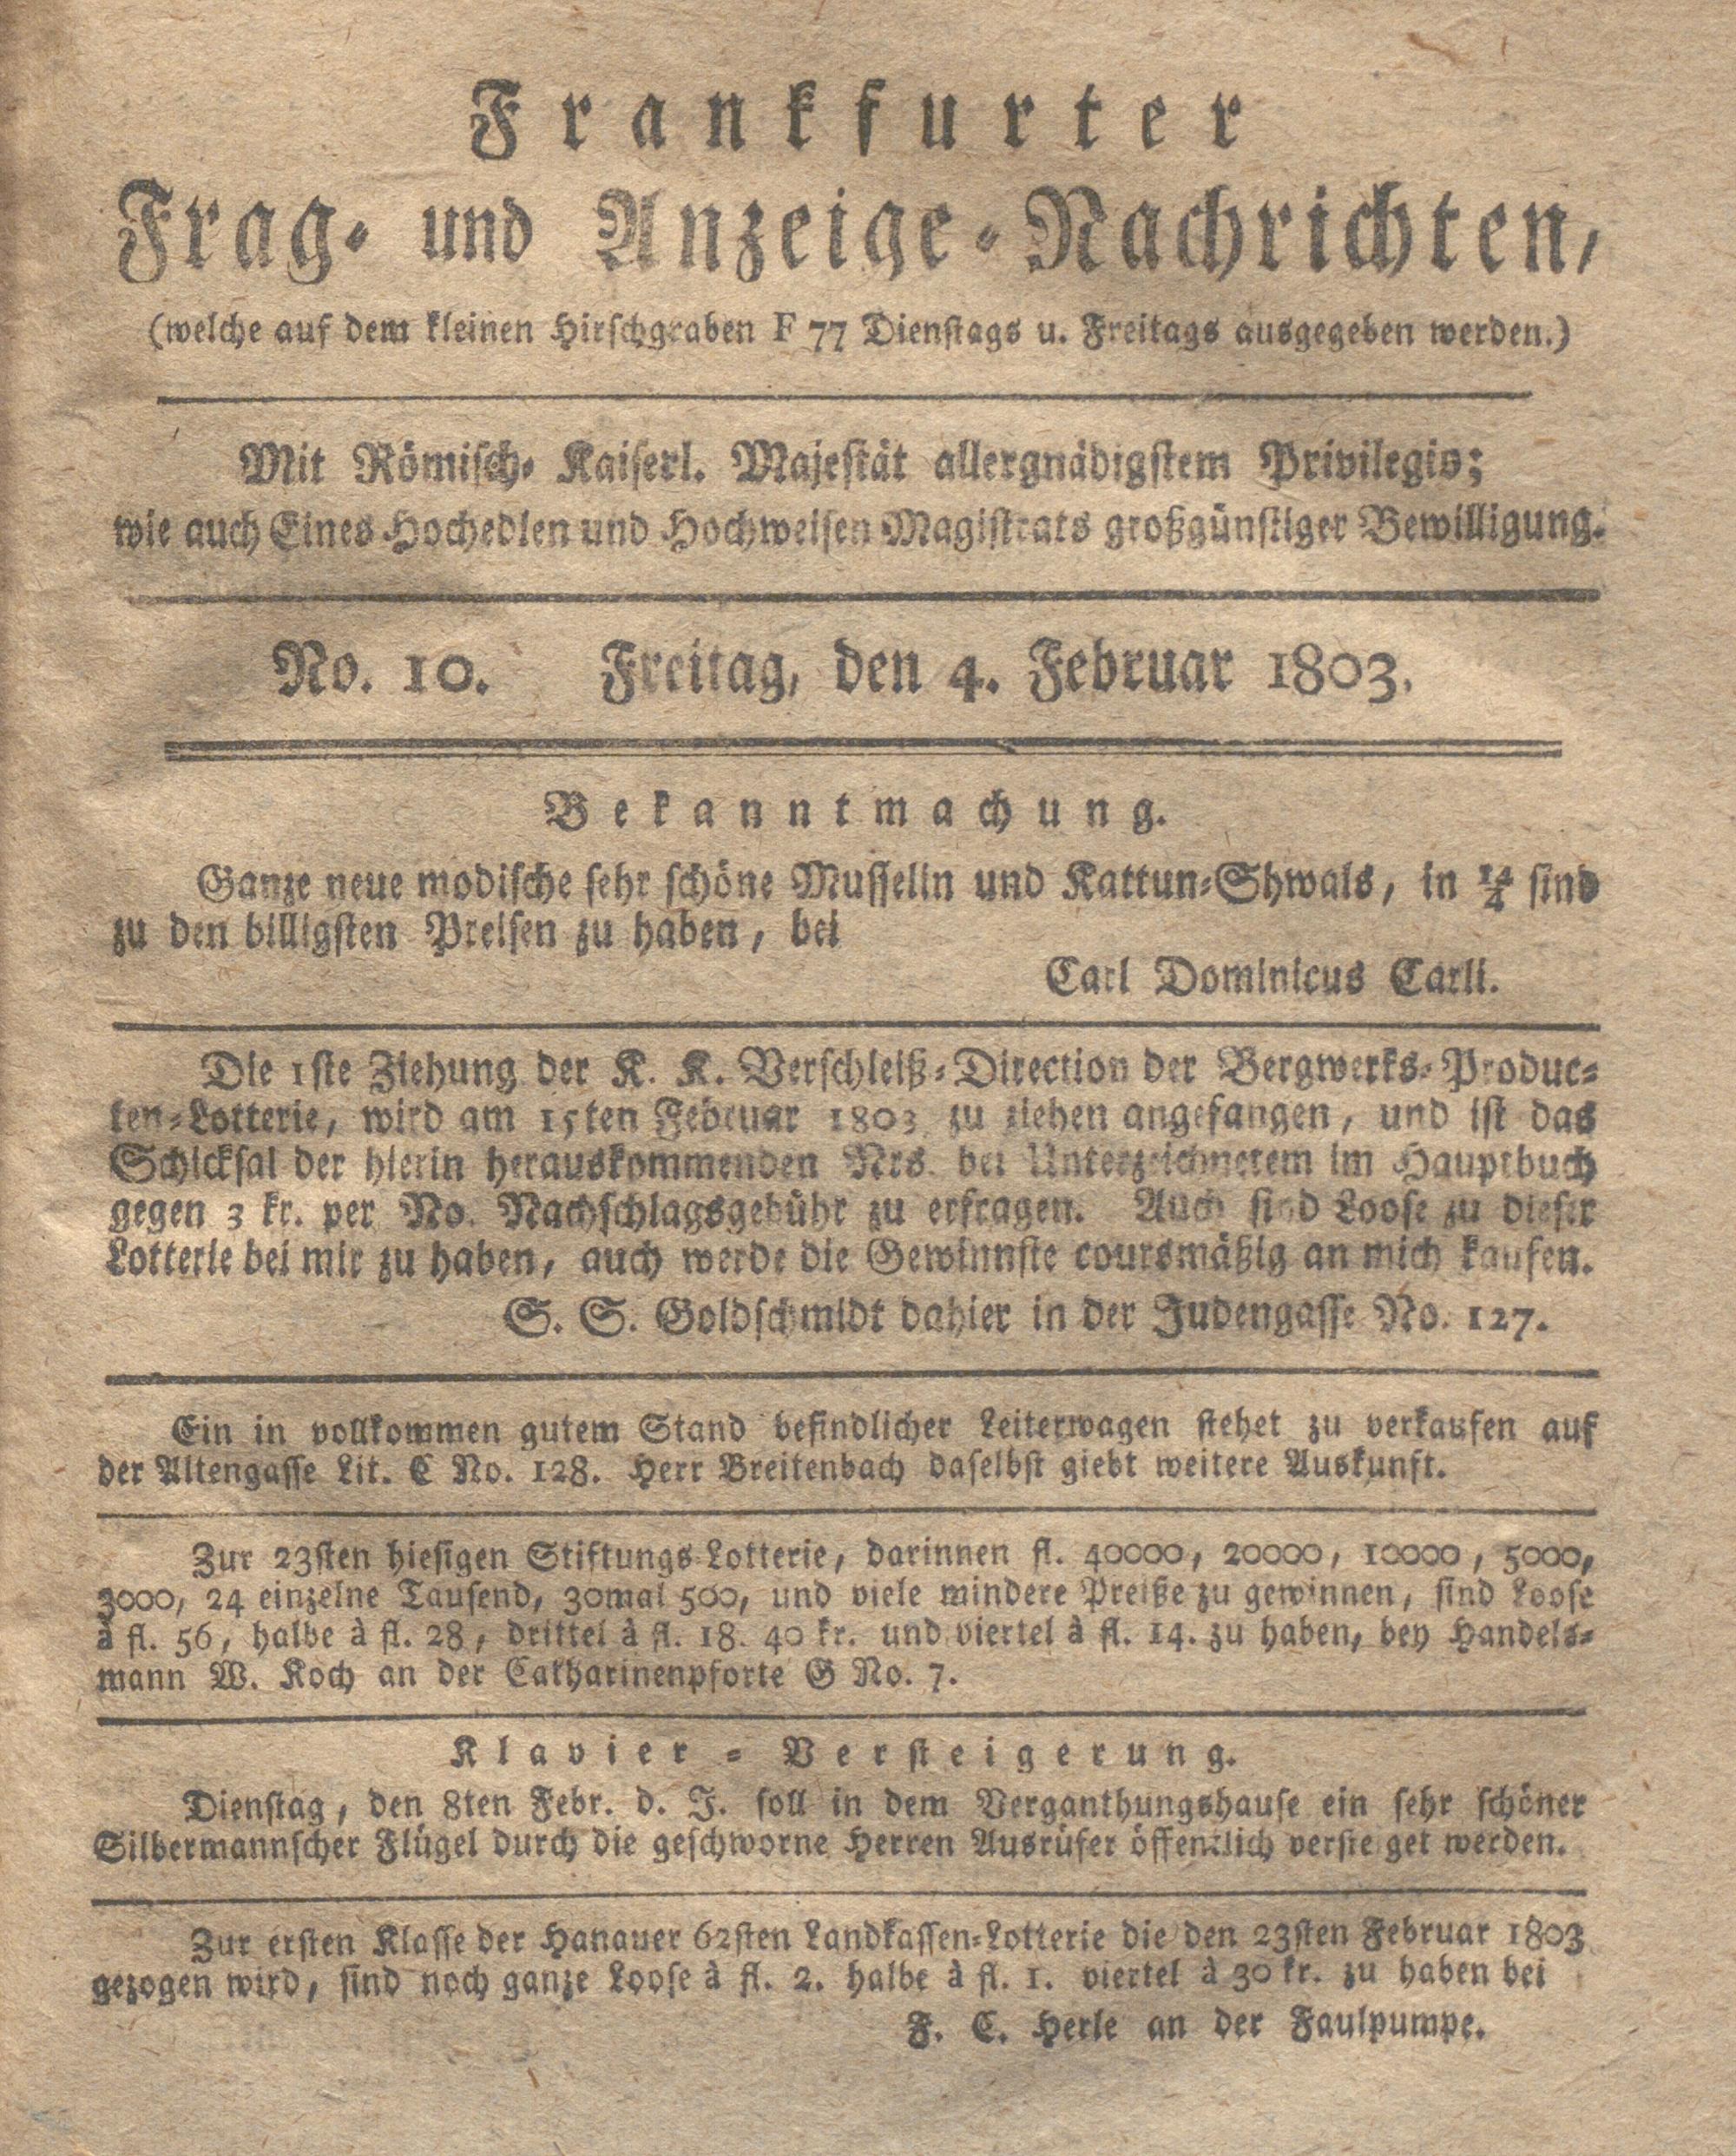 Frankfurter
Frag- und Anzeige-Nachrichten,
(welche auf dem kleinen Hirschgraben F 77 Dienstags u. Freitags ausgegeben werden.)
Mit Römisch- Kaiserl. Majestät allergnädigstem Privilegio;
wie auch Eines Hochedlen und Hochweisen Magistrats großgünstiger Bewilligung.
No. 10. Freitag, den 4. Februar 1803.
Bekanntmachung.
Ganze neue modische sehr schöne Musselin und Kattun-Shwals, in 14/4 sind
zu den billigsten Preisen zu haben, bei
Carl Dominicus Carli.
Die 1ste Ziehung der K. K. Verschleiß-Direction der Bergwerks-Produc-
ten-Lotterie, wird am 15ten Februar 1803 zu ziehen angefangen, und ist das
Schicksal der hierin herauskommenden Nrs. bei Unterzeichnetem im Hauptbuch
gegen 3 kr. per No. Nachschlagsgebühr zu erfragen. Auch sind Loose zu dieser
Lotterie bei mir zu haben, auch werde die Gewinnste coursmäßig an mich kaufen.
S. S. Goldschmidt dahier in der Judengasse No. 127.
Ein in vollkommen gutem Stand befindlicher Leiterwagen stehet zu verkaufen auf
der Altengasse Lit. C No. 128. Herr Breitenbach daselbst giebt weitere Auskunft.
Zur 23sten hiesigen Stiftungs-Lotterie, darinnen fl. 40000, 20000, 10000, 5000,
3000, 24 einzelne Tausend, 30mal 500, und viele mindere Preiße zu gewinnen, sind Loose
à fl. 56, halbe à fl. 28, drittel à fl. 18. 40 kr. und viertel à fl. 14. zu haben, bey Handels-
mann W. Koch an der Catharinenpforte G No. 7.
Klavier-Versteigerung.
Dienstag, den 8ten Febr. d. J. soll in dem Verganthungshause ein sehr schöner
Silbermannscher Flügel durch die geschworne Herren Ausrüfer öffentlich versteiget werden.
Zur ersten Klasse der Hanauer 62sten Landkassen-Lotterie die den 23sten Februar 1803
gezogen wird, sind noch ganze Loose à fl. 2. halbe à fl. 1. viertel à 30 kr. zu haben bei
F. C. Herle an der Faulpumpe.